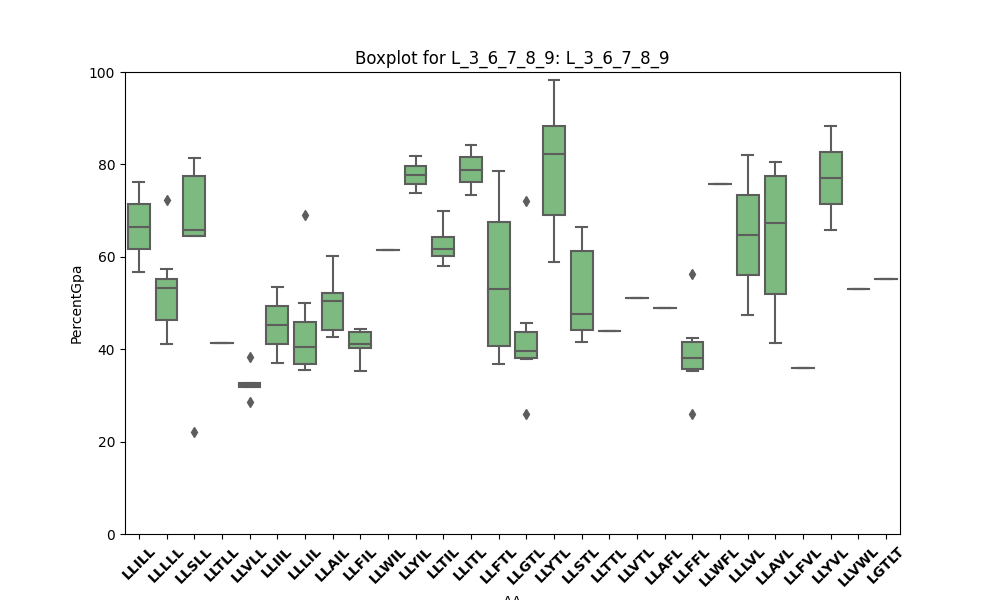 Boxplot for L_3_6_7_8_9: L_3_6_7_8_9
PercentGpa
100
80
60
40
20
0
LLILL
LLLLL
LLSLL
LLTLL
LLVLL
LLIIL
LLLIL
LLAIL
LLFIL
LLWIL
LLYIL
LLTIL
LLITL
LLFTL
LLGTL
LLYTL
LLSTL
LLTTL
LLVTL
LLAFL
LLFFL
LLWFL
LLLVL
LLAVL
LLFVL
LLYVL
LLVWL
LGTLT